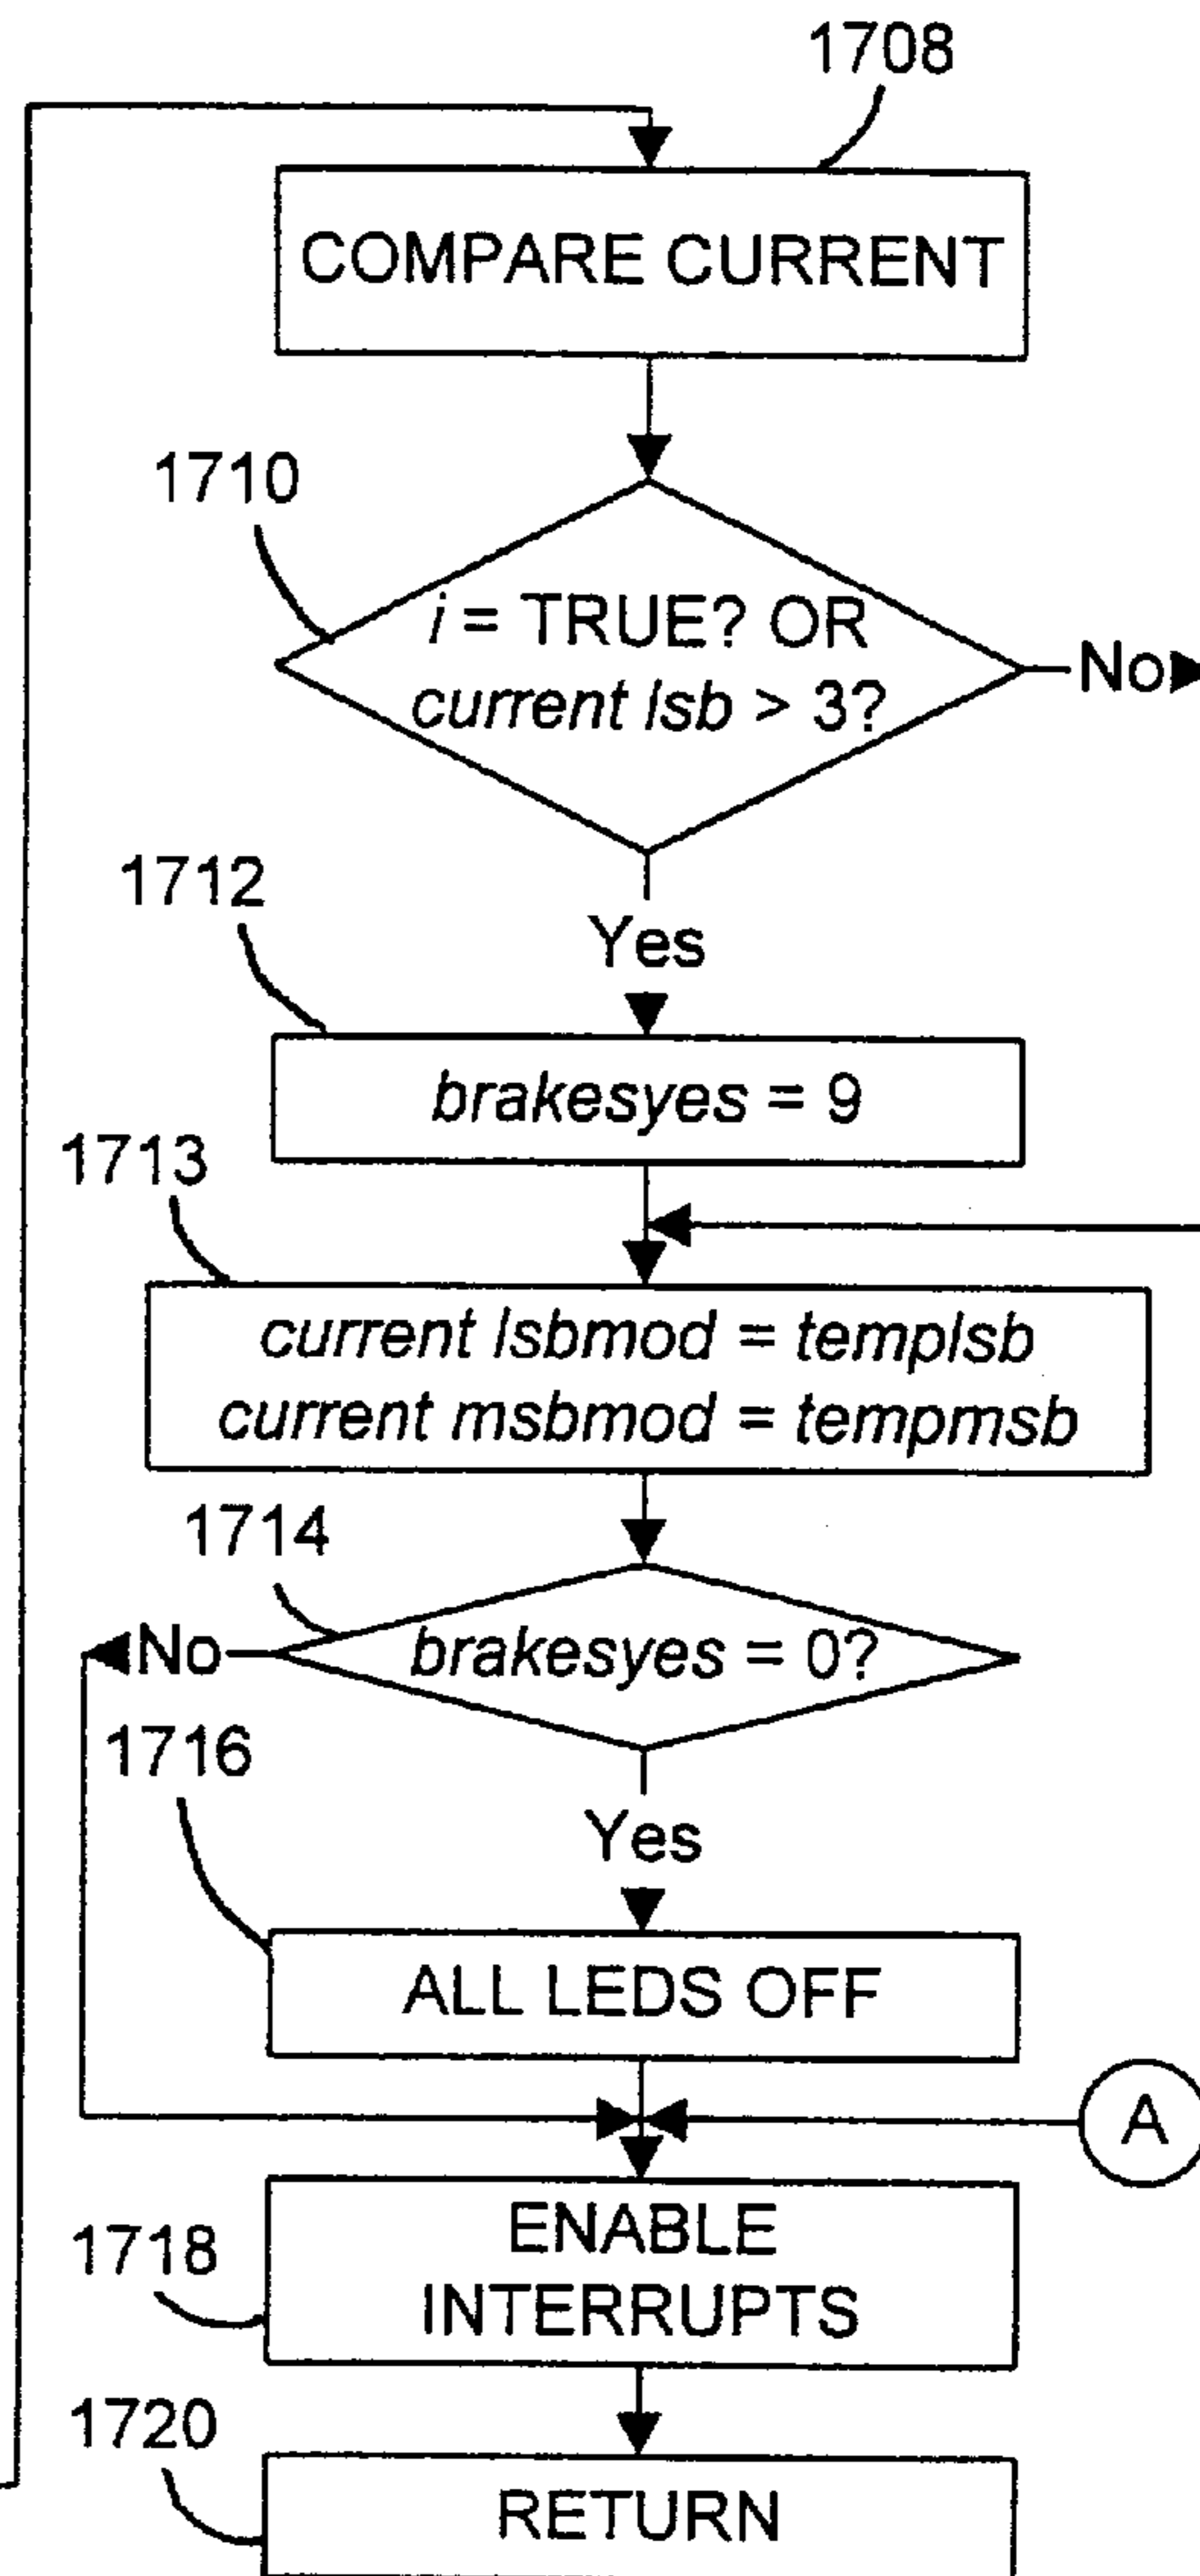 1708
COMPARE CURRENT
1710
i = TRUE? OR
current lsb > 3?
No
1712
Yes
brakesyes = 9
1713
current lsbmod = templsb
current msbmod = tempmsb
1714
No
brakesyes = 0?
1716
Yes
ALL LEDS OFF
A
1718
ENABLE
INTERRUPTS
1720
RETURN